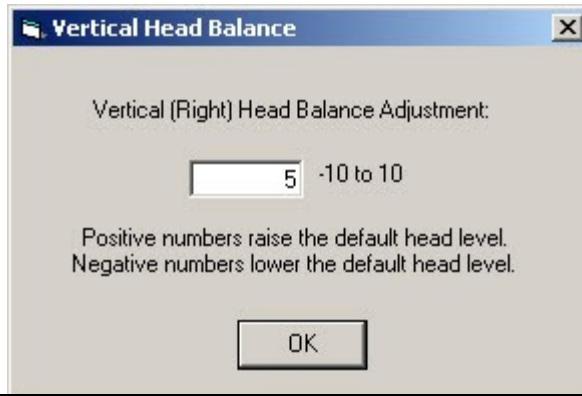 Vertical Head Balance
Vertical (Right) Head Balance Adjustment:
5 -10 to 10
Positive numbers raise the default head level.
Negative numbers lower the default head level.
OK